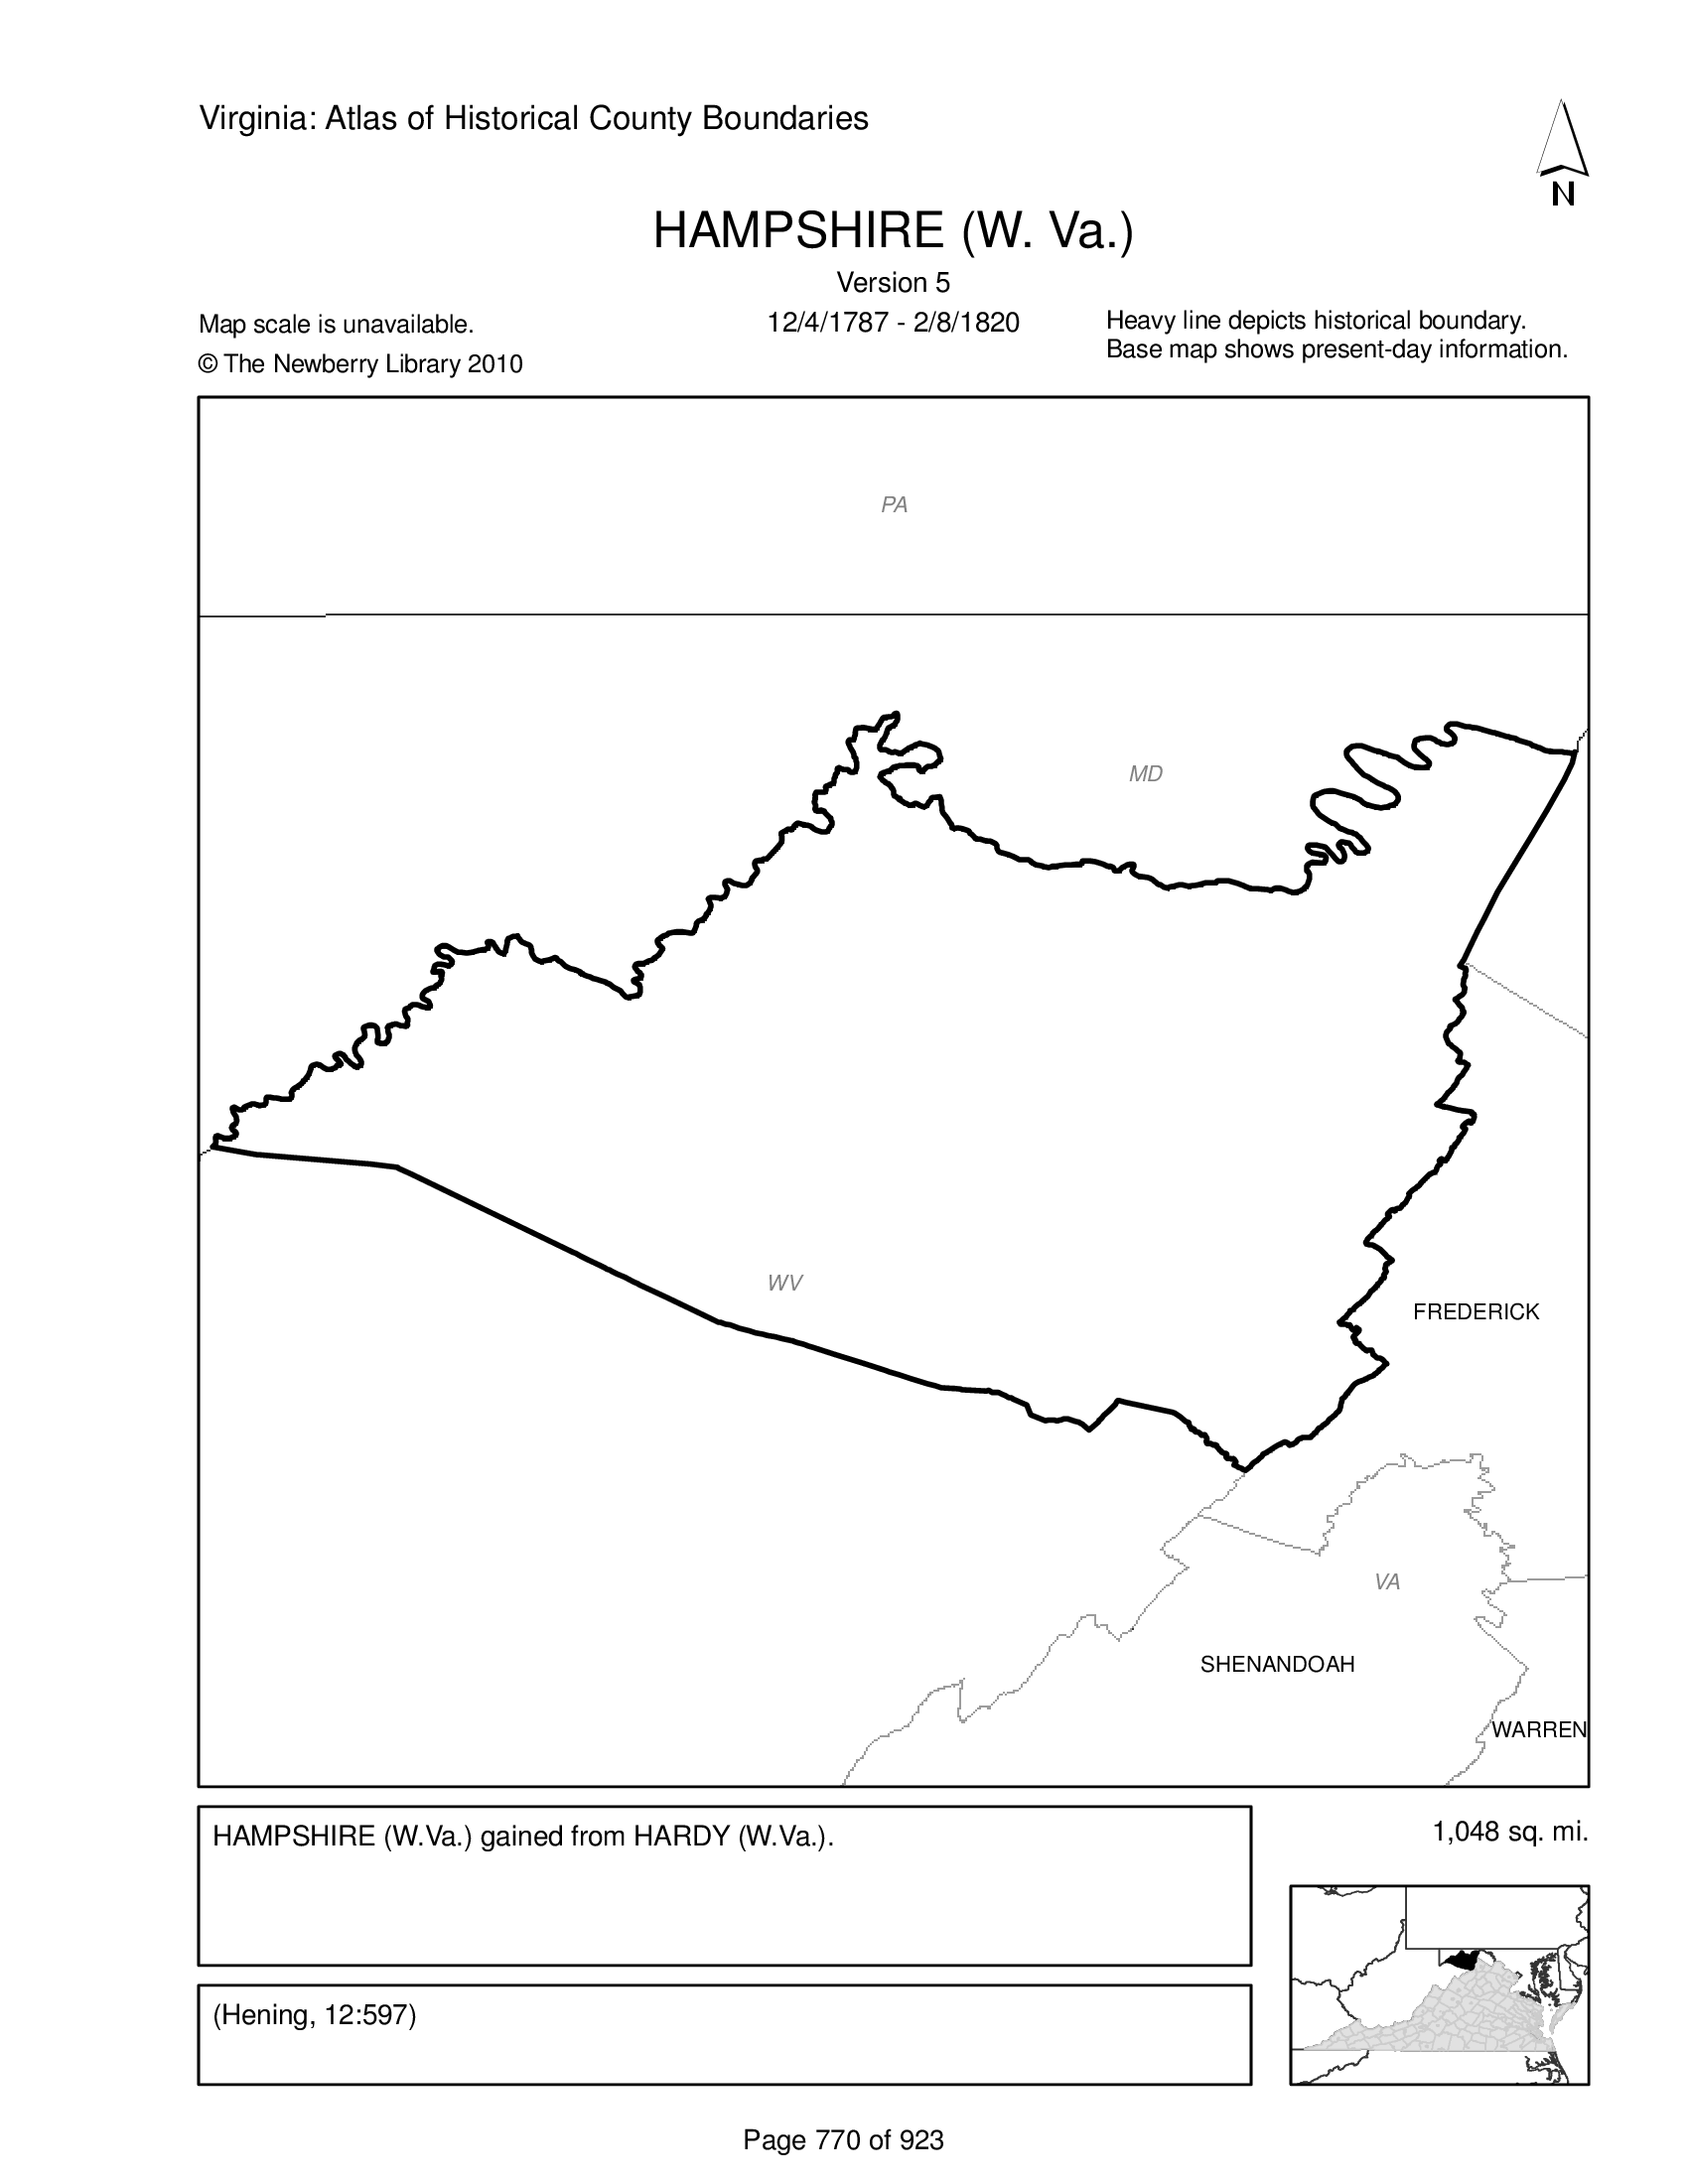 Virginia: Atlas of Historical County Boundaries
N
HAMPSHIRE (W. Va.)
Version 5
12/4/1787 - 2/8/1820
Map scale is unavailable.
© The Newberry Library 2010
Heavy line depicts historical boundary.
Base map shows present-day information.
PA
MD
WV
FREDERICK
VA
SHENANDOAH
WARREN
HAMPSHIRE (W.Va.) gained from HARDY (W.Va.).
1,048 sq. mi.
(Hening, 12:597)
Page 770 of 923